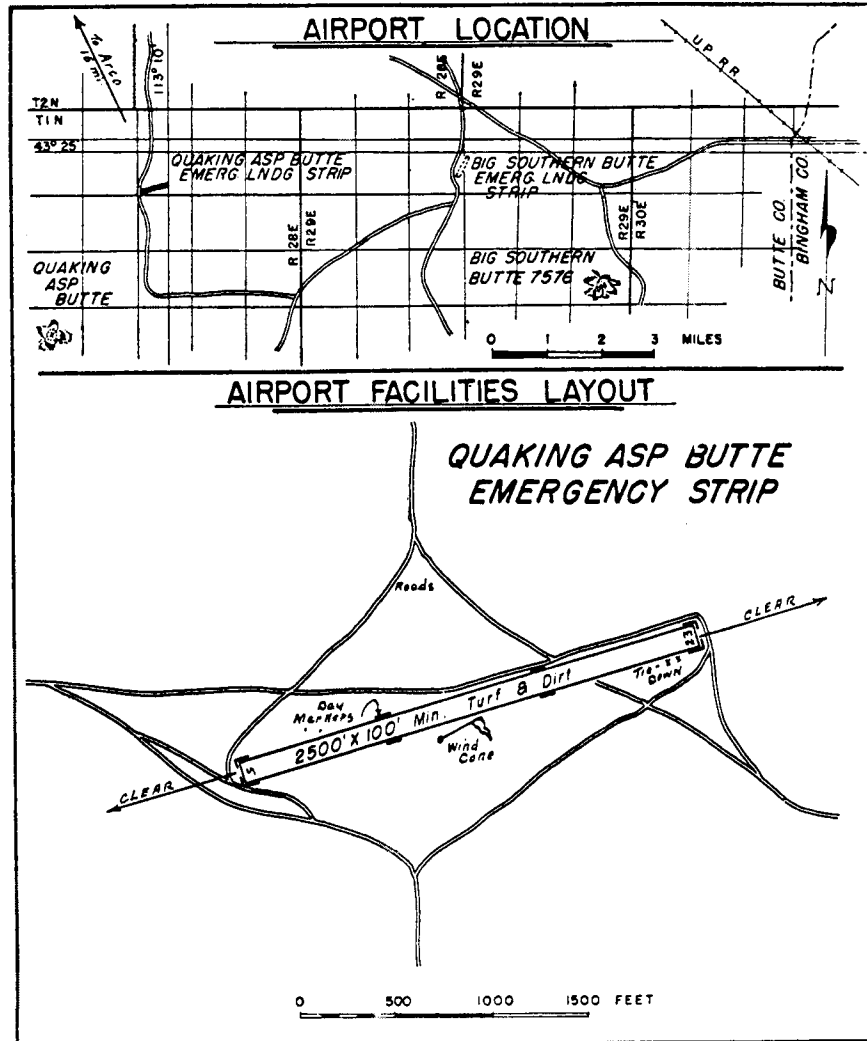 AIRPORT LOCATION
To Arco
16 mi.
113° 10'
R 28E
R29E
UP RR
T2N
T1N
43° 25'
QUAKING ASP BUTTE
EMERG. LNDG STRIP
BIG SOUTHERN BUTTE
EMERG. LNDG
STRIP
R 28E
R29E
R29E
R30E
BUTTE CO.
BINGHAM CO.
QUAKING
ASP
BUTTE
BIG SOUTHERN
BUTTE 7576
N
0 1 2 3 MILES
AIRPORT FACILITIES LAYOUT
QUAKING ASP BUTTE
EMERGENCY STRIP
Roads
CLEAR
23
Tie-xx
Down
Day
Markers
2500' X 100' Min. Turf & Dirt
Wind
Cone
5
CLEAR
0 500 1000 1500 FEET